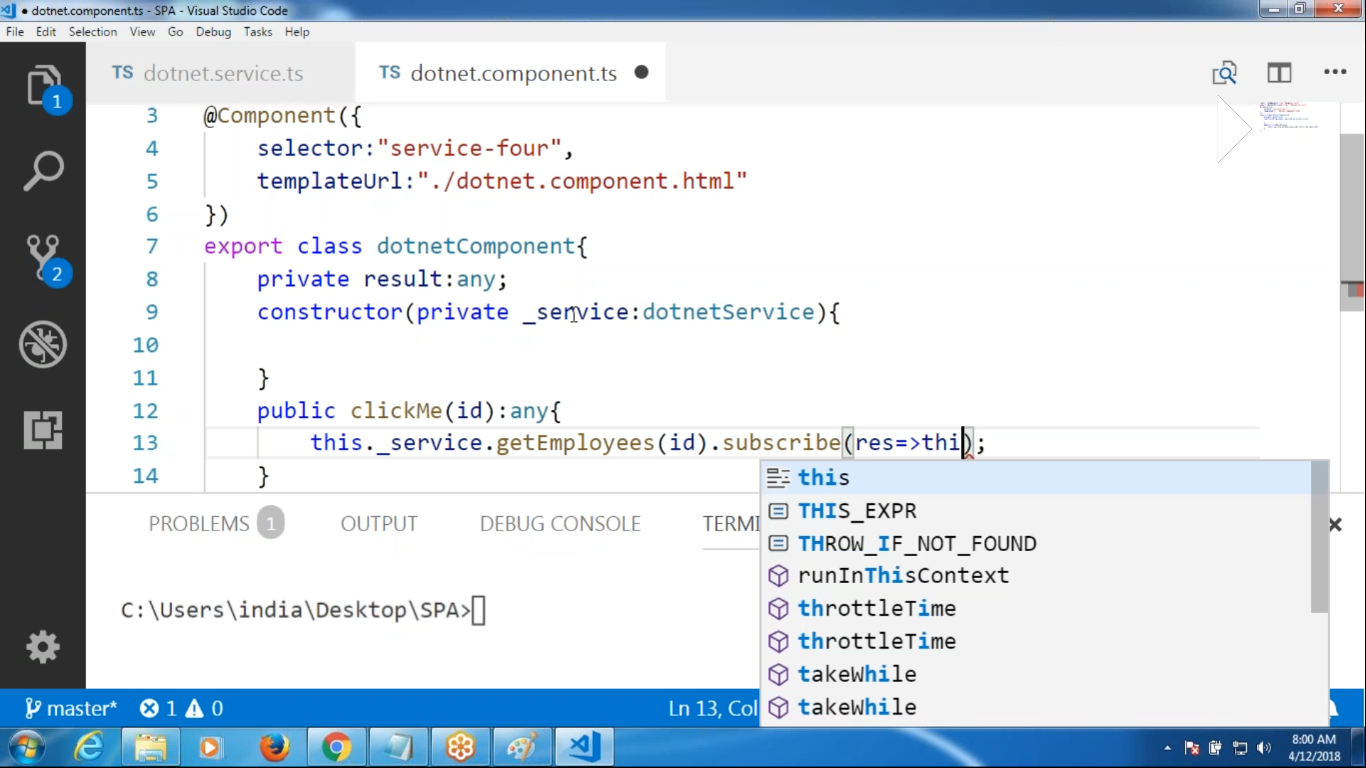 ● dotnet.component.ts - SPA - Visual Studio Code
File Edit Selection View Go Debug Tasks Help
TS dotnet.service.ts TS dotnet.component.ts ●
3 @Component({
4 selector:"service-four",
5 templateUrl:"./dotnet.component.html"
6 })
7 export class dotnetComponent{
8 private result:any;
9 constructor(private _service:dotnetService){
10
11 }
12 public clickMe(id):any{
13 this._service.getEmployees(id).subscribe(res=>thi);
14 }
this
THIS_EXPR
THROW_IF_NOT_FOUND
runInThisContext
throttleTime
throttleTime
takeWhile
takeWhile
PROBLEMS 1 OUTPUT DEBUG CONSOLE TERMI
C:\Users\india\Desktop\SPA>
1
2
master* 1 0 Ln 13, Col
8:00 AM
4/12/2018